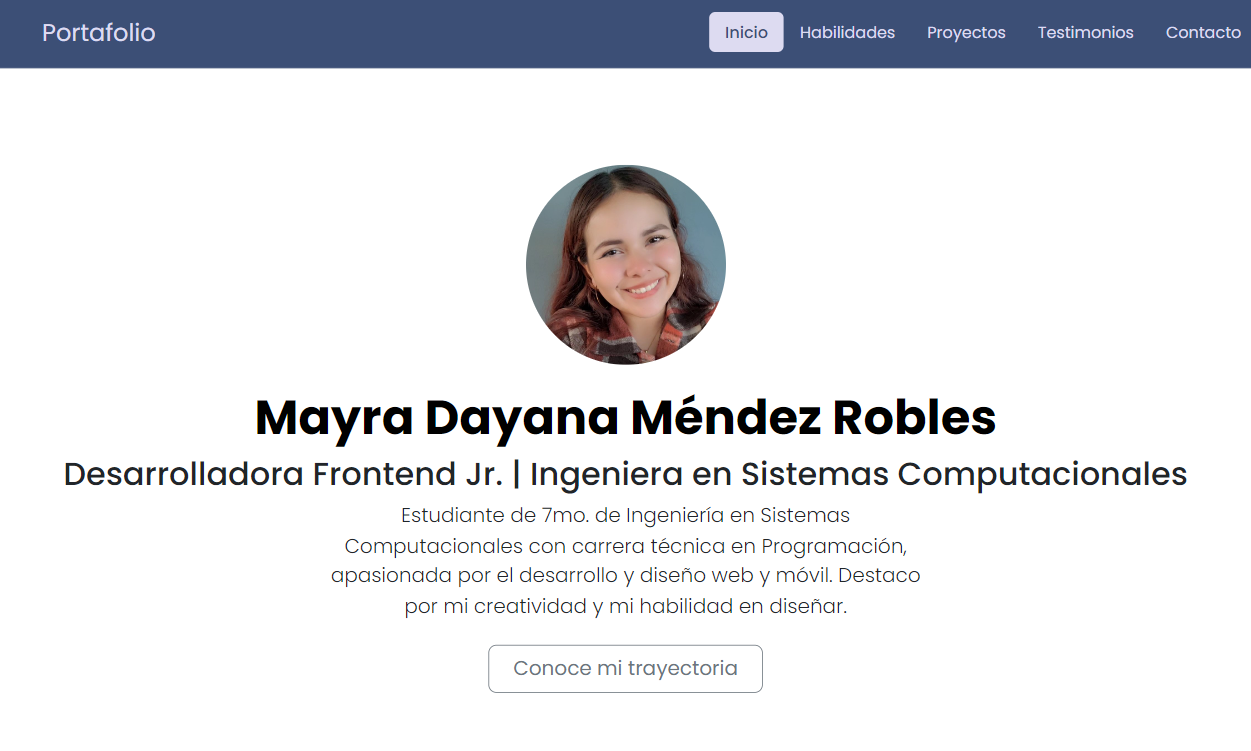 Portafolio
Inicio Habilidades Proyectos Testimonios Contacto
Mayra Dayana Méndez Robles
Desarrolladora Frontend Jr. | Ingeniera en Sistemas Computacionales
Estudiante de 7mo. de Ingeniería en Sistemas
Computacionales con carrera técnica en Programación,
apasionada por el desarrollo y diseño web y móvil. Destaco
por mi creatividad y mi habilidad en diseñar.
Conoce mi trayectoria